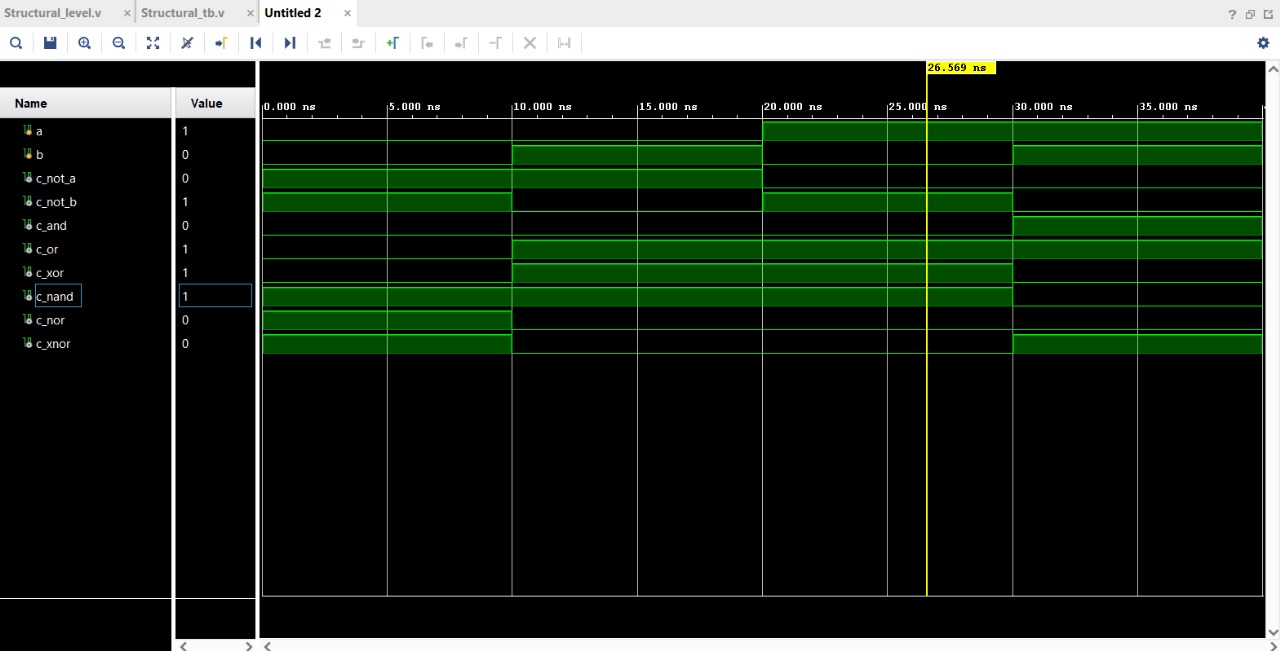 Structural_level.v × Structural_tb.v × Untitled 2 ×
?
26.569 ns
Name Value
0.000 ns 5.000 ns 10.000 ns 15.000 ns 20.000 ns 25.000 ns 30.000 ns 35.000 ns
a 1
b 0
c_not_a 0
c_not_b 1
c_and 0
c_or 1
c_xor 1
c_nand 1
c_nor 0
c_xnor 0